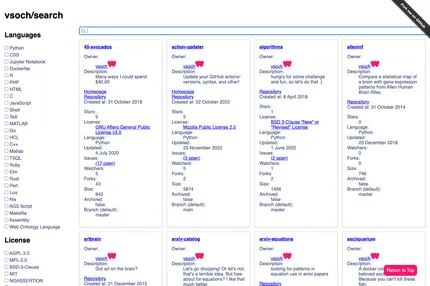 vsoch/search
Fork me on GitHub
Languages
Python
CSS
Jupyter Notebook
Dockerfile
R
PHP
HTML
C
JavaScript
Shell
TeX
MATLAB
Go
HCL
C++
Matlab
TSQL
Ruby
Elm
Rust
Perl
Lua
Nix
AGS Script
Makefile
Assembly
Web Ontology Language
License
AGPL-3.0
MPL-2.0
BSD-3-Clause
MIT
NOASSERTION
40-avocados
Owner:
vsoch
Description:
Many ways I could spend
$40.00
Homepage
Repository
Created at: 31 October 2018
Stars:
5
License:
GNU Affero General Public
License v3.0
Language:
Python
Updated:
4 July 2020
Issues:
(17 open)
Watchers:
5
Forks:
43
Size:
643
Archived:
false
Branch (default):
master
action-updater
Owner:
vsoch
Description:
Update your GitHub actions'
versions, syntax, and other!
Homepage
Repository
Created at: 22 October 2022
Stars:
5
License:
Mozilla Public License 2.0
Language:
Python
Updated:
23 November 2022
Issues:
(3 open)
Watchers:
5
Forks:
2
Size:
5874
Archived:
false
Branch (default):
main
algorithms
Owner:
vsoch
Description:
hungry for some challenge
and fun, so let's do these!
Repository
Created at: 9 April 2018
Stars:
1
License:
BSD 3-Clause "New" or
"Revised" License
Language:
Python
Updated:
1 June 2022
Issues:
(2 open)
Watchers:
1
Forks:
2
Size:
1495
Archived:
false
Branch (default):
master
alleninf
Owner:
vsoch
Description:
Compare a statistical map of
a brain with gene expression
patterns from Allen Human
Brain Atlas.
Repository
Created at: 31 October 2014
Stars:
0
Language:
Python
Updated:
20 December 2018
Watchers:
0
Forks:
0
Size:
746
Archived:
false
Branch (default):
master
artbrain
Owner:
vsoch
Description:
Got art on the brain?
Repository
Created at: 21 December 2015
arxiv-catalog
Owner:
vsoch
Description:
Let's go shopping! Or let's not,
that's a terrible idea. But how
about for equations? I like that
much better.
arxiv-equations
Owner:
vsoch
Description:
looking for patterns in
equation use in arxiv papers
Repository
asciiquarium
Owner:
vsoch
Description:
A docker
Because you can't kill these
fish.
Return to Top